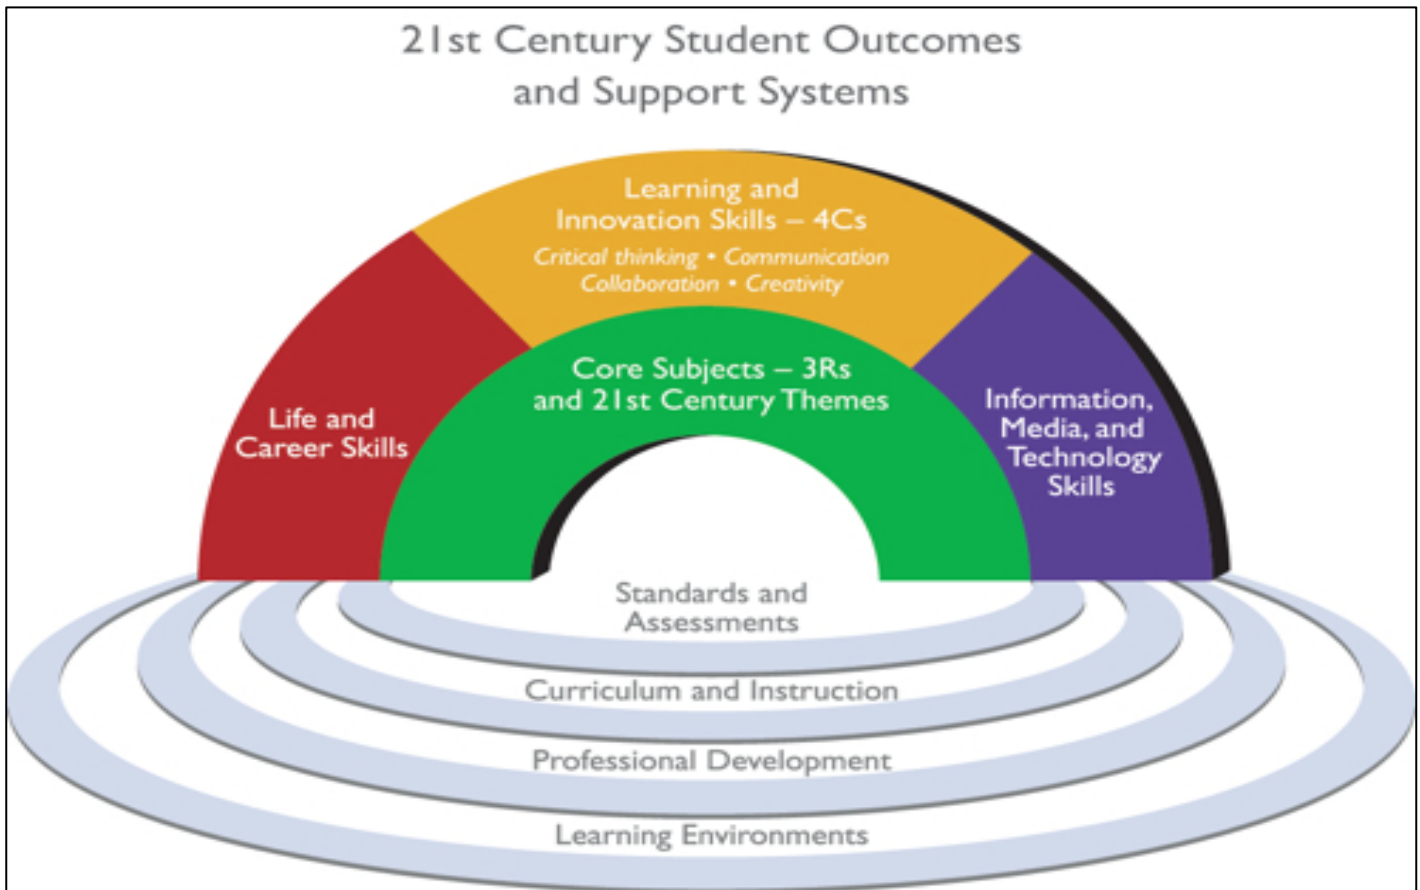 21st Century Student Outcomes
and Support Systems
Learning and
Innovation Skills – 4Cs
Critical thinking • Communication
Collaboration • Creativity
Core Subjects – 3Rs
and 21st Century Themes
Life and
Career Skills
Information,
Media, and
Technology
Skills
Standards and
Assessments
Curriculum and Instruction
Professional Development
Learning Environments